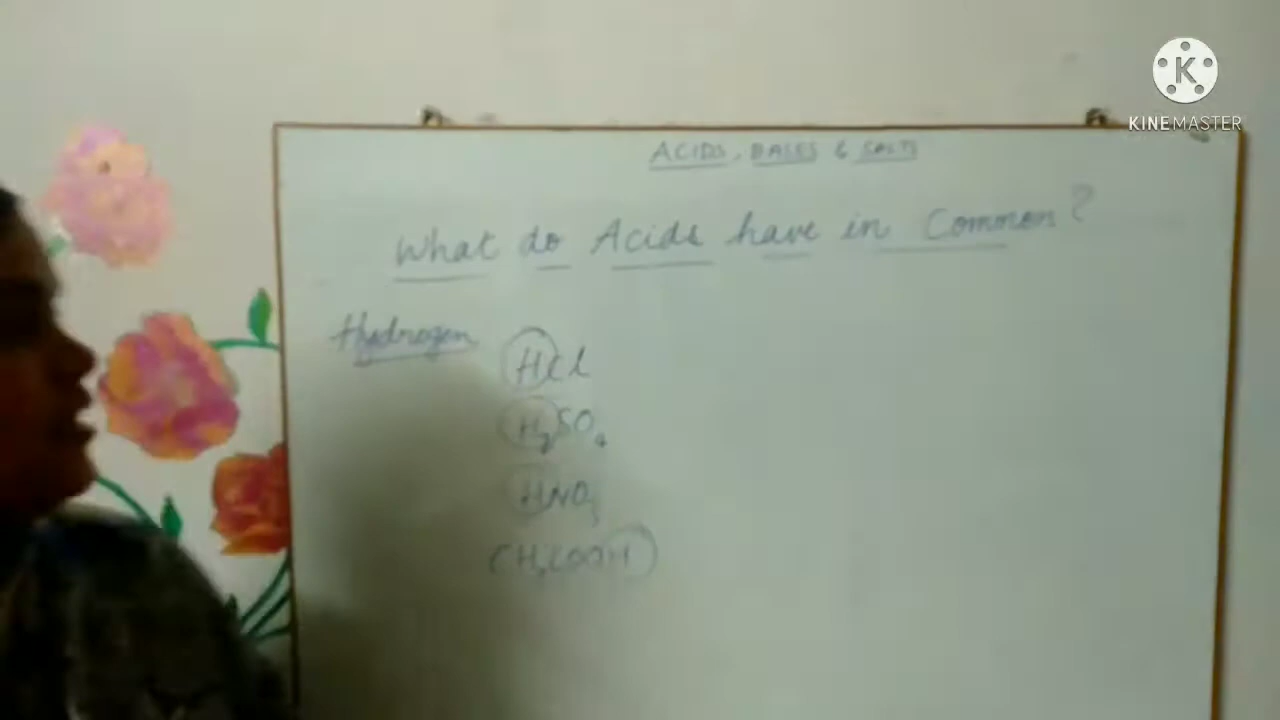 KINEMASTER
ACIDS, BASES & SALTS
What do Acids have in Common?
Hydrogen
HCl
H₂SO₄
HNO₃
CH₃COOH